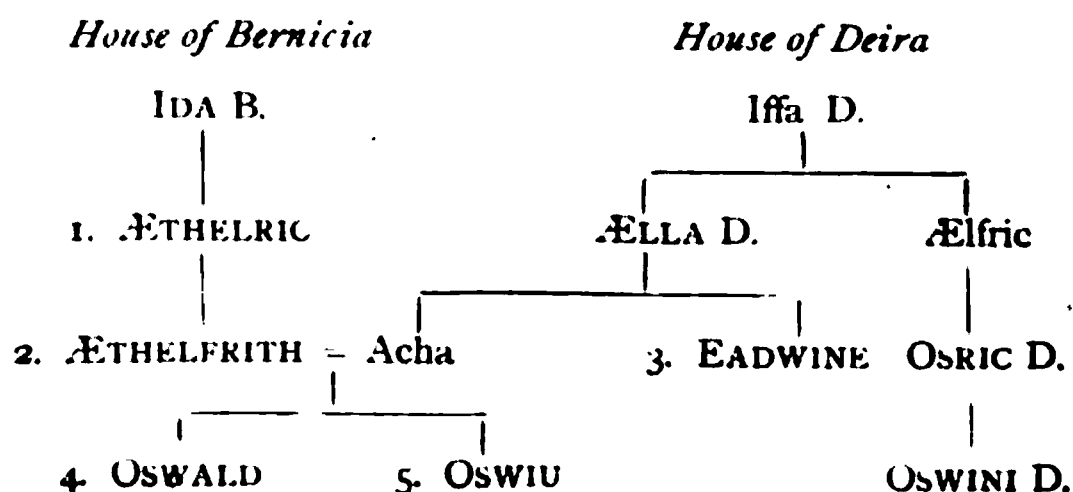 House of Bernicia House of Deira
IDA B. Iffa D.
1. ÆTHELRIC ÆLLA D. Ælfric
2. ÆTHELFRITH = Acha 3. EADWINE OSRIC D.
4. OSWALD 5. OSWIU OSWINI D.